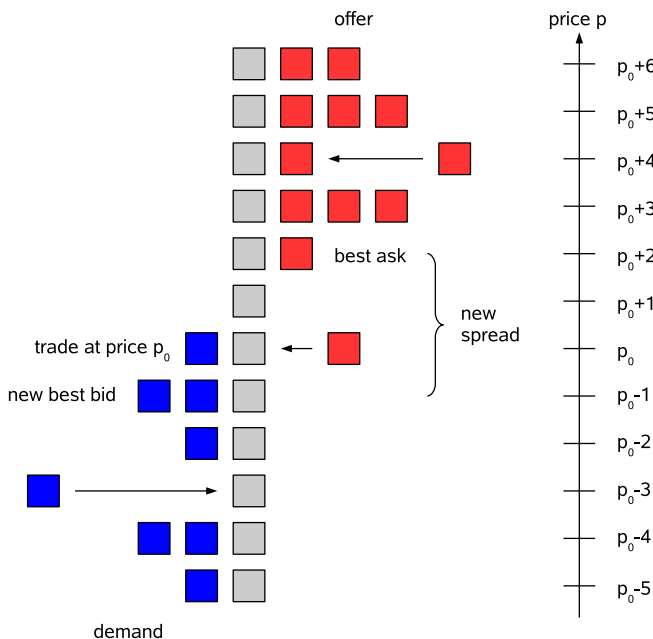 offer
price p
p₀+6
p₀+5
p₀+4
p₀+3
best ask
p₀+2
new
spread
p₀+1
trade at price p₀
p₀
new best bid
p₀-1
p₀-2
p₀-3
p₀-4
p₀-5
demand